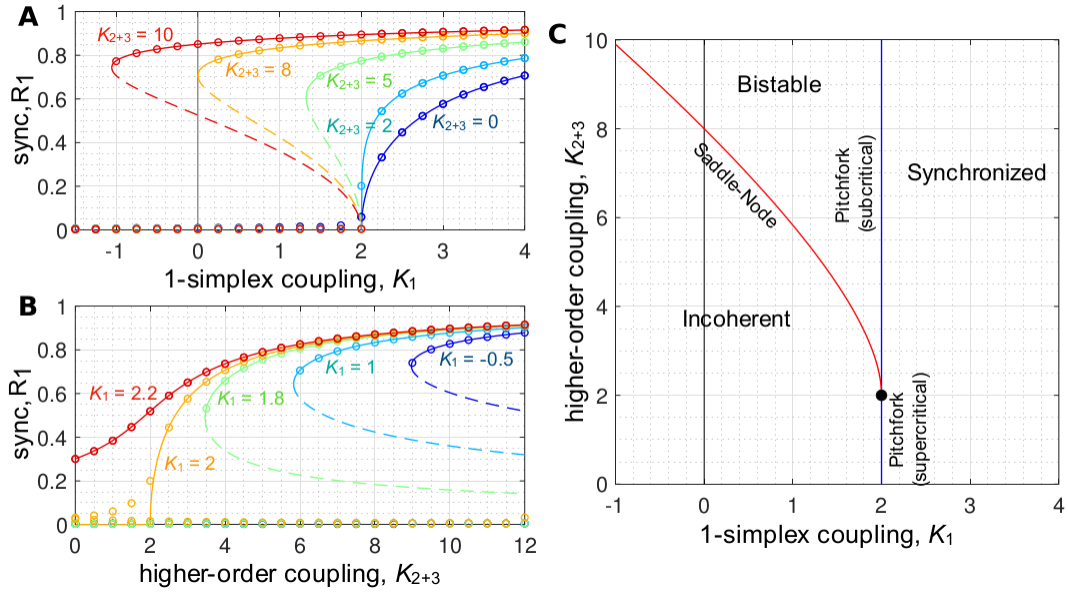 A
1
0.8
0.6
0.4
0.2
0
sync, R1
K2+3 = 10
K2+3 = 8
K2+3 = 5
K2+3 = 2
K2+3 = 0
-1 0 1 2 3 4
1-simplex coupling, K1
B
1
0.8
0.6
0.4
0.2
0
sync, R1
K1 = 2.2
K1 = 2
K1 = 1.8
K1 = 1
K1 = -0.5
0 2 4 6 8 10 12
higher-order coupling, K2+3
C
10
8
6
4
2
0
higher-order coupling, K2+3
Bistable
Saddle-Node
Pitchfork
(subcritical)
Synchronized
Incoherent
Pitchfork
(supercritical)
-1 0 1 2 3 4
1-simplex coupling, K1